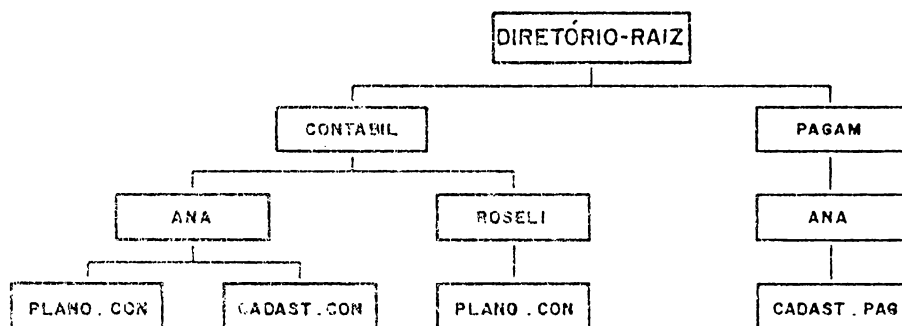 DIRETÓRIO-RAIZ
CONTABIL PAGAM
ANA ROSELI ANA
PLANO.CON CADAST.CON PLANO.CON CADAST.PAG